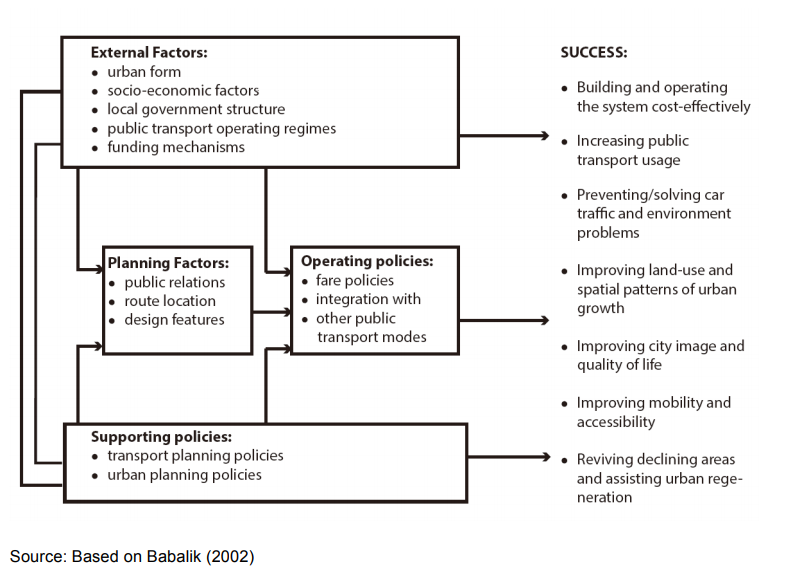 External Factors:
• urban form
• socio-economic factors
• local government structure
• public transport operating regimes
• funding mechanisms
Planning Factors:
• public relations
• route location
• design features
Operating policies:
• fare policies
• integration with
• other public
transport modes
Supporting policies:
• transport planning policies
• urban planning policies
SUCCESS:
• Building and operating
the system cost-effectively
• Increasing public
transport usage
• Preventing/solving car
traffic and environment
problems
• Improving land-use and
spatial patterns of urban
growth
• Improving city image and
quality of life
• Improving mobility and
accessibility
• Reviving declining areas
and assisting urban rege-
neration
Source: Based on Babalik (2002)